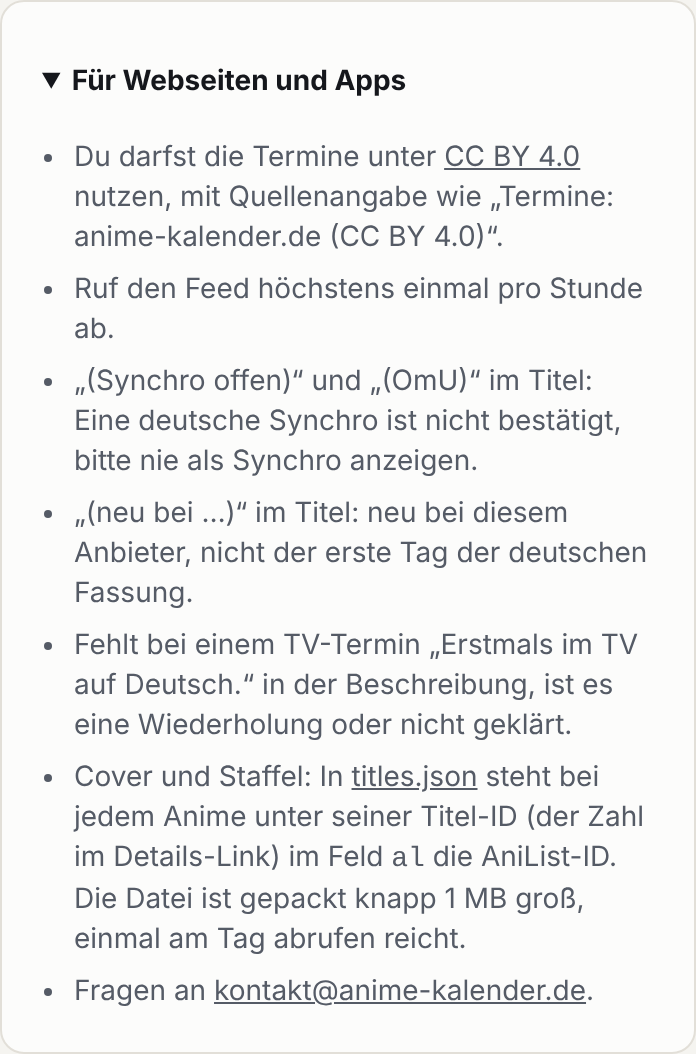 ▼ Für Webseiten und Apps
• Du darfst die Termine unter CC BY 4.0
nutzen, mit Quellenangabe wie „Termine:
anime-kalender.de (CC BY 4.0)“.
• Ruf den Feed höchstens einmal pro Stunde
ab.
• „(Synchro offen)“ und „(OmU)“ im Titel:
Eine deutsche Synchro ist nicht bestätigt,
bitte nie als Synchro anzeigen.
• „(neu bei …)“ im Titel: neu bei diesem
Anbieter, nicht der erste Tag der deutschen
Fassung.
• Fehlt bei einem TV-Termin „Erstmals im TV
auf Deutsch.“ in der Beschreibung, ist es
eine Wiederholung oder nicht geklärt.
• Cover und Staffel: In titles.json steht bei
jedem Anime unter seiner Titel-ID (der Zahl
im Details-Link) im Feld al die AniList-ID.
Die Datei ist gepackt knapp 1 MB groß,
einmal am Tag abrufen reicht.
• Fragen an kontakt@anime-kalender.de.